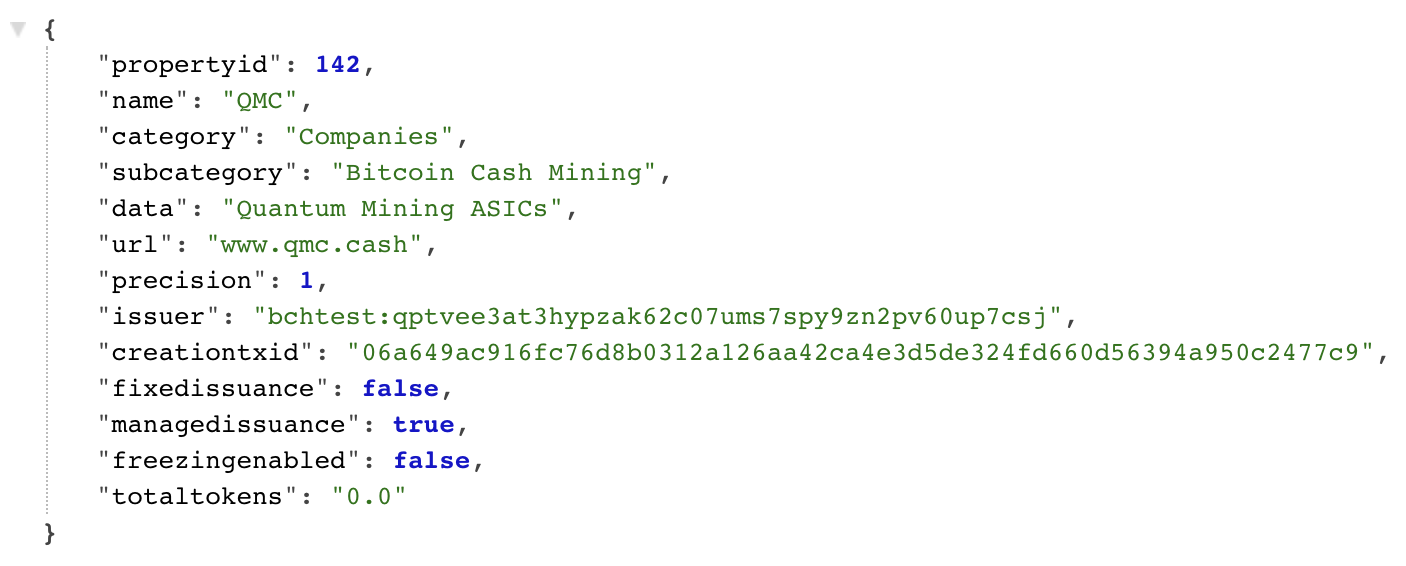 {
"propertyid": 142,
"name": "QMC",
"category": "Companies",
"subcategory": "Bitcoin Cash Mining",
"data": "Quantum Mining ASICs",
"url": "www.qmc.cash",
"precision": 1,
"issuer": "bchtest:qptvee3at3hypzak62c07ums7spy9zn2pv60up7csj",
"creationtxid": "06a649ac916fc76d8b0312a126aa42ca4e3d5de324fd660d56394a950c2477c9",
"fixedissuance": false,
"managedissuance": true,
"freezingenabled": false,
"totaltokens": "0.0"
}